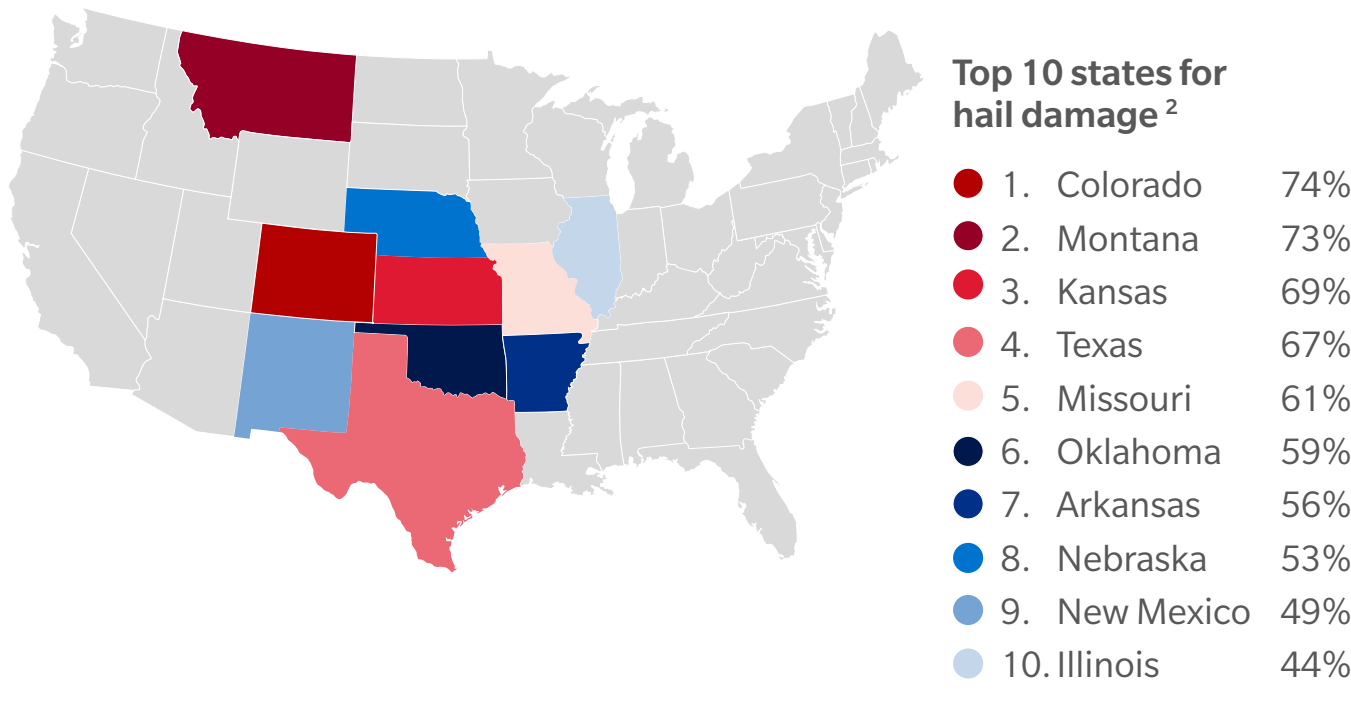 Top 10 states for
hail damage ²
1. Colorado 74%
2. Montana 73%
3. Kansas 69%
4. Texas 67%
5. Missouri 61%
6. Oklahoma 59%
7. Arkansas 56%
8. Nebraska 53%
9. New Mexico 49%
10. Illinois 44%